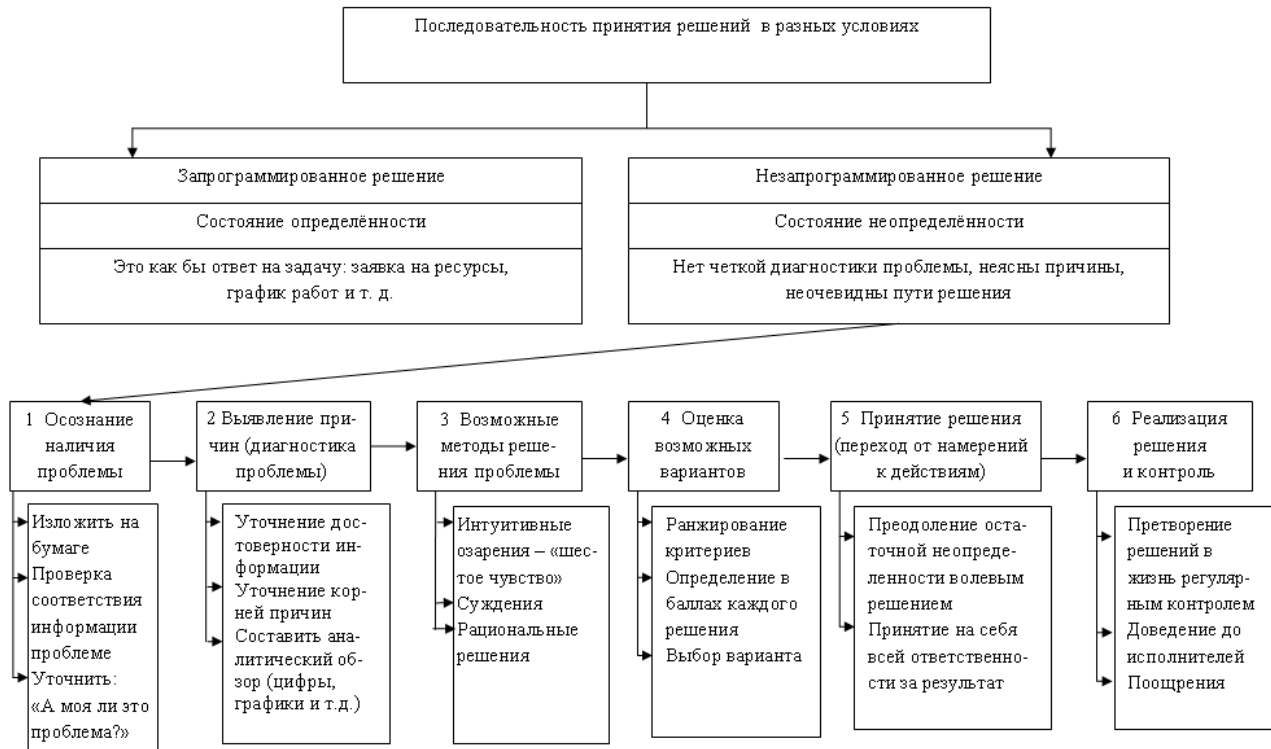 Последовательность принятия решений в разных условиях
Запрограммированное решение
Состояние определённости
Это как бы ответ на задачу: заявка на ресурсы,
график работ и т. д.
Незапрограммированное решение
Состояние неопределённости
Нет четкой диагностики проблемы, неясны причины,
неочевидны пути решения
1 Осознание
наличия
проблемы
Изложить на
бумаге
Проверка
соответствия
информации
проблеме
Уточнить:
«А моя ли это
проблема?»
2 Выявление при-
чин (диагностика
проблемы)
Уточнение дос-
товерности ин-
формации
Уточнение кор-
ней причин
Составить ана-
литический об-
зор (цифры,
графики и т.д.)
3 Возможные
методы реше-
ния проблемы
Интуитивные
озарения – «шес-
тое чувство»
Суждения
Рациональные
решения
4 Оценка
возможных
вариантов
Ранжирование
критериев
Определение в
баллах каждого
решения
Выбор варианта
5 Принятие решения
(переход от намерений
к действиям)
Преодоление оста-
точной неопреде-
ленности волевым
решением
Принятие на себя
всей ответственно-
сти за результат
6 Реализация
решения
и контроль
Претворение
решений в
жизнь регуляр-
ным контролем
Доведение до
исполнителей
Поощрения